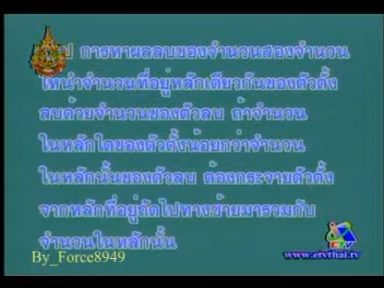 สรุป การหาผลลบของจำนวนสองจำนวน
ให้นำจำนวนที่อยู่หลักเดียวกันของตัวตั้ง
ลบด้วยจำนวนของตัวลบ ถ้าจำนวน
ในหลักใดของตัวตั้งน้อยกว่าจำนวน
ในหลักนั้นของตัวลบ ต้องกระจายตัวตั้ง
จากหลักที่อยู่ถัดไปทางซ้ายมารวมกับ
จำนวนในหลักนั้น
ETV
www.etvthai.tv
By_Force8949